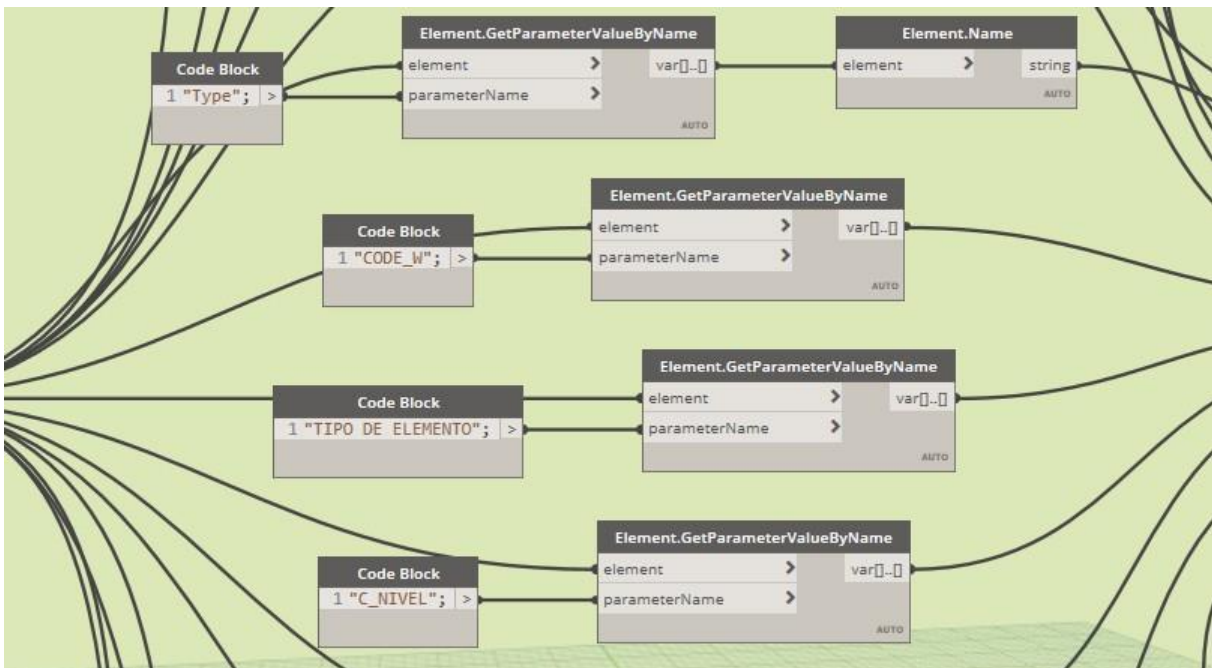 Element.GetParameterValueByName
element > var[]..[]
parameterName >
AUTO
Element.Name
element > string
AUTO
Code Block
1 "Type"; >
Element.GetParameterValueByName
element > var[]..[]
parameterName >
AUTO
Code Block
1 "CODE_W"; >
Element.GetParameterValueByName
element > var[]..[]
parameterName >
AUTO
Code Block
1 "TIPO DE ELEMENTO"; >
Element.GetParameterValueByName
element > var[]..[]
parameterName >
AUTO
Code Block
1 "C_NIVEL"; >